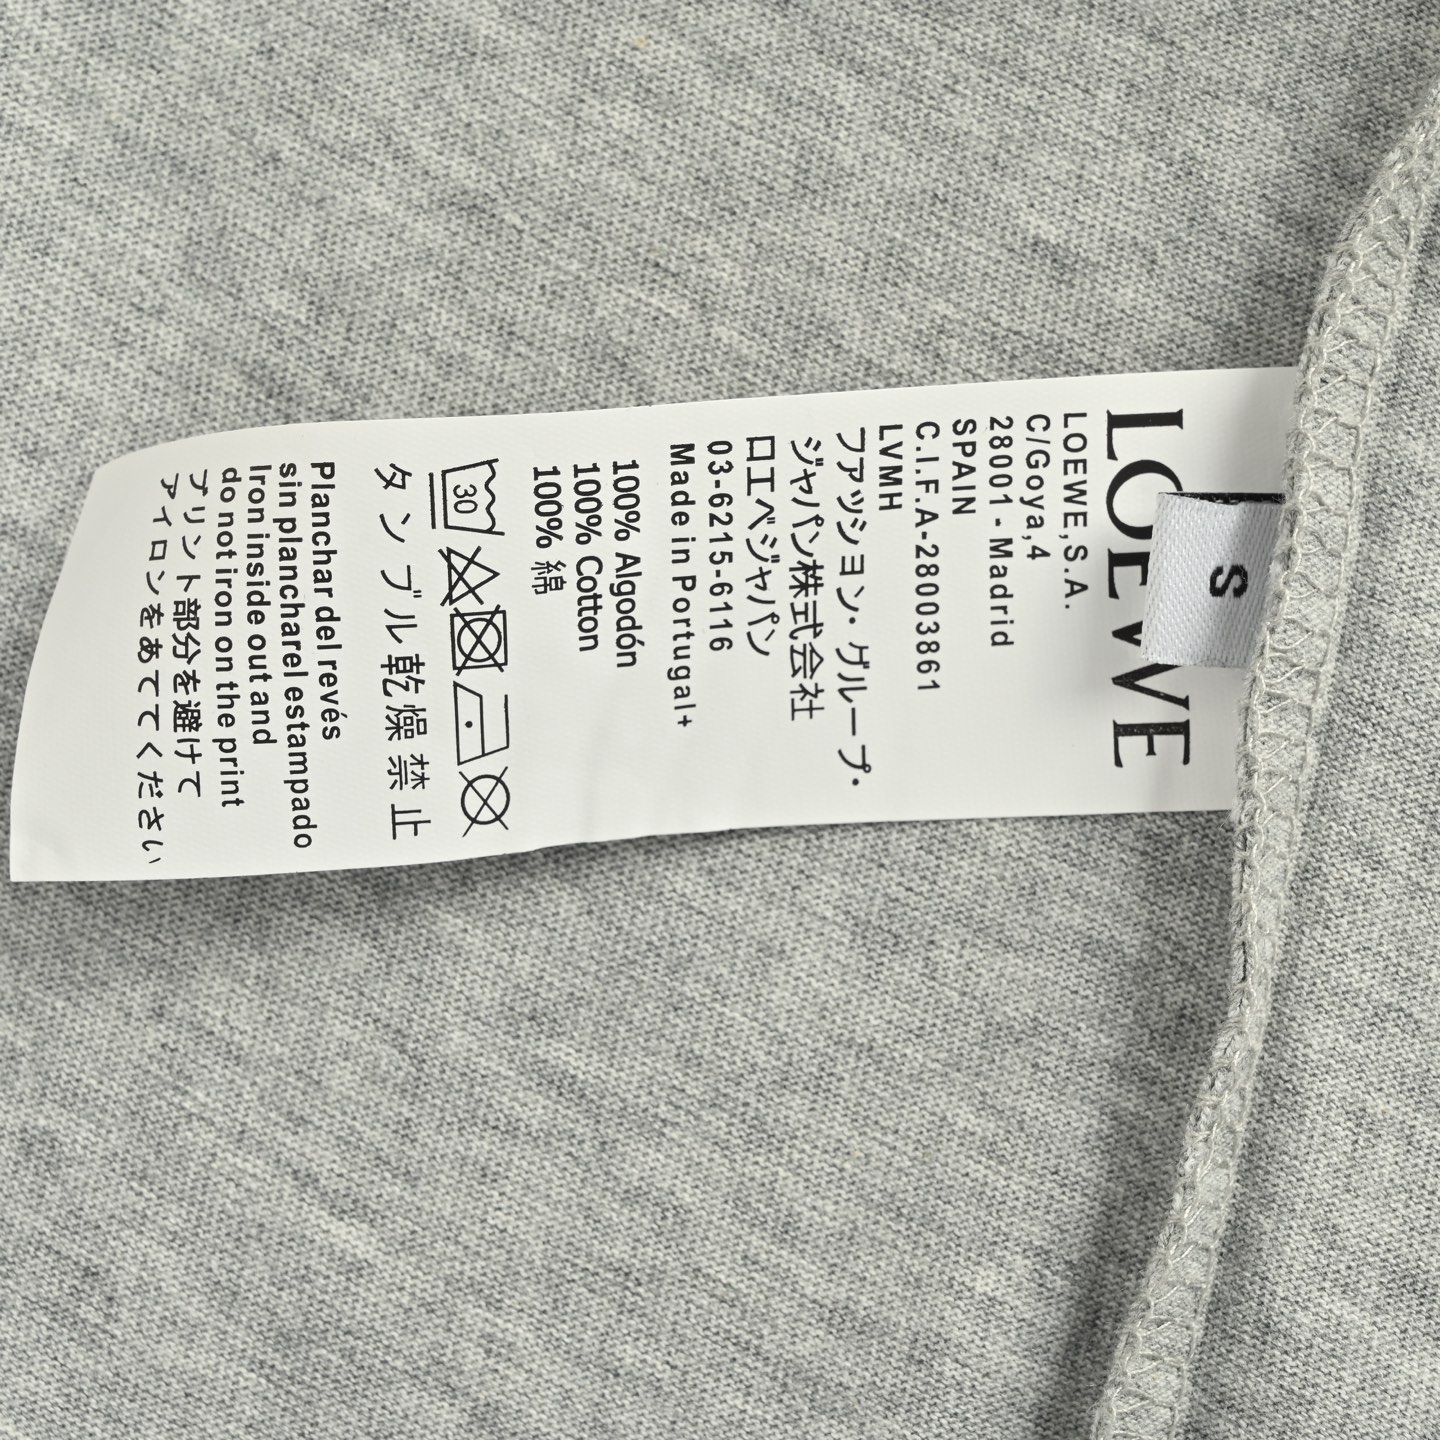 LOEWE
S
LOEWE,S.A.
C/Goya,4
28001 - Madrid
SPAIN
C.I.F.A-28003861
LVMH
ファッション・グループ・
ジャパン株式会社
ロエベジャパン
03-6215-6116
Made in Portugal+
100% Algodón
100% Cotton
100% 綿
30
タンブル乾燥禁止
Planchar del revés
sin plancharel estampado
Iron inside out and
do not iron on the print
プリント部分を避けて
アイロンをあててください